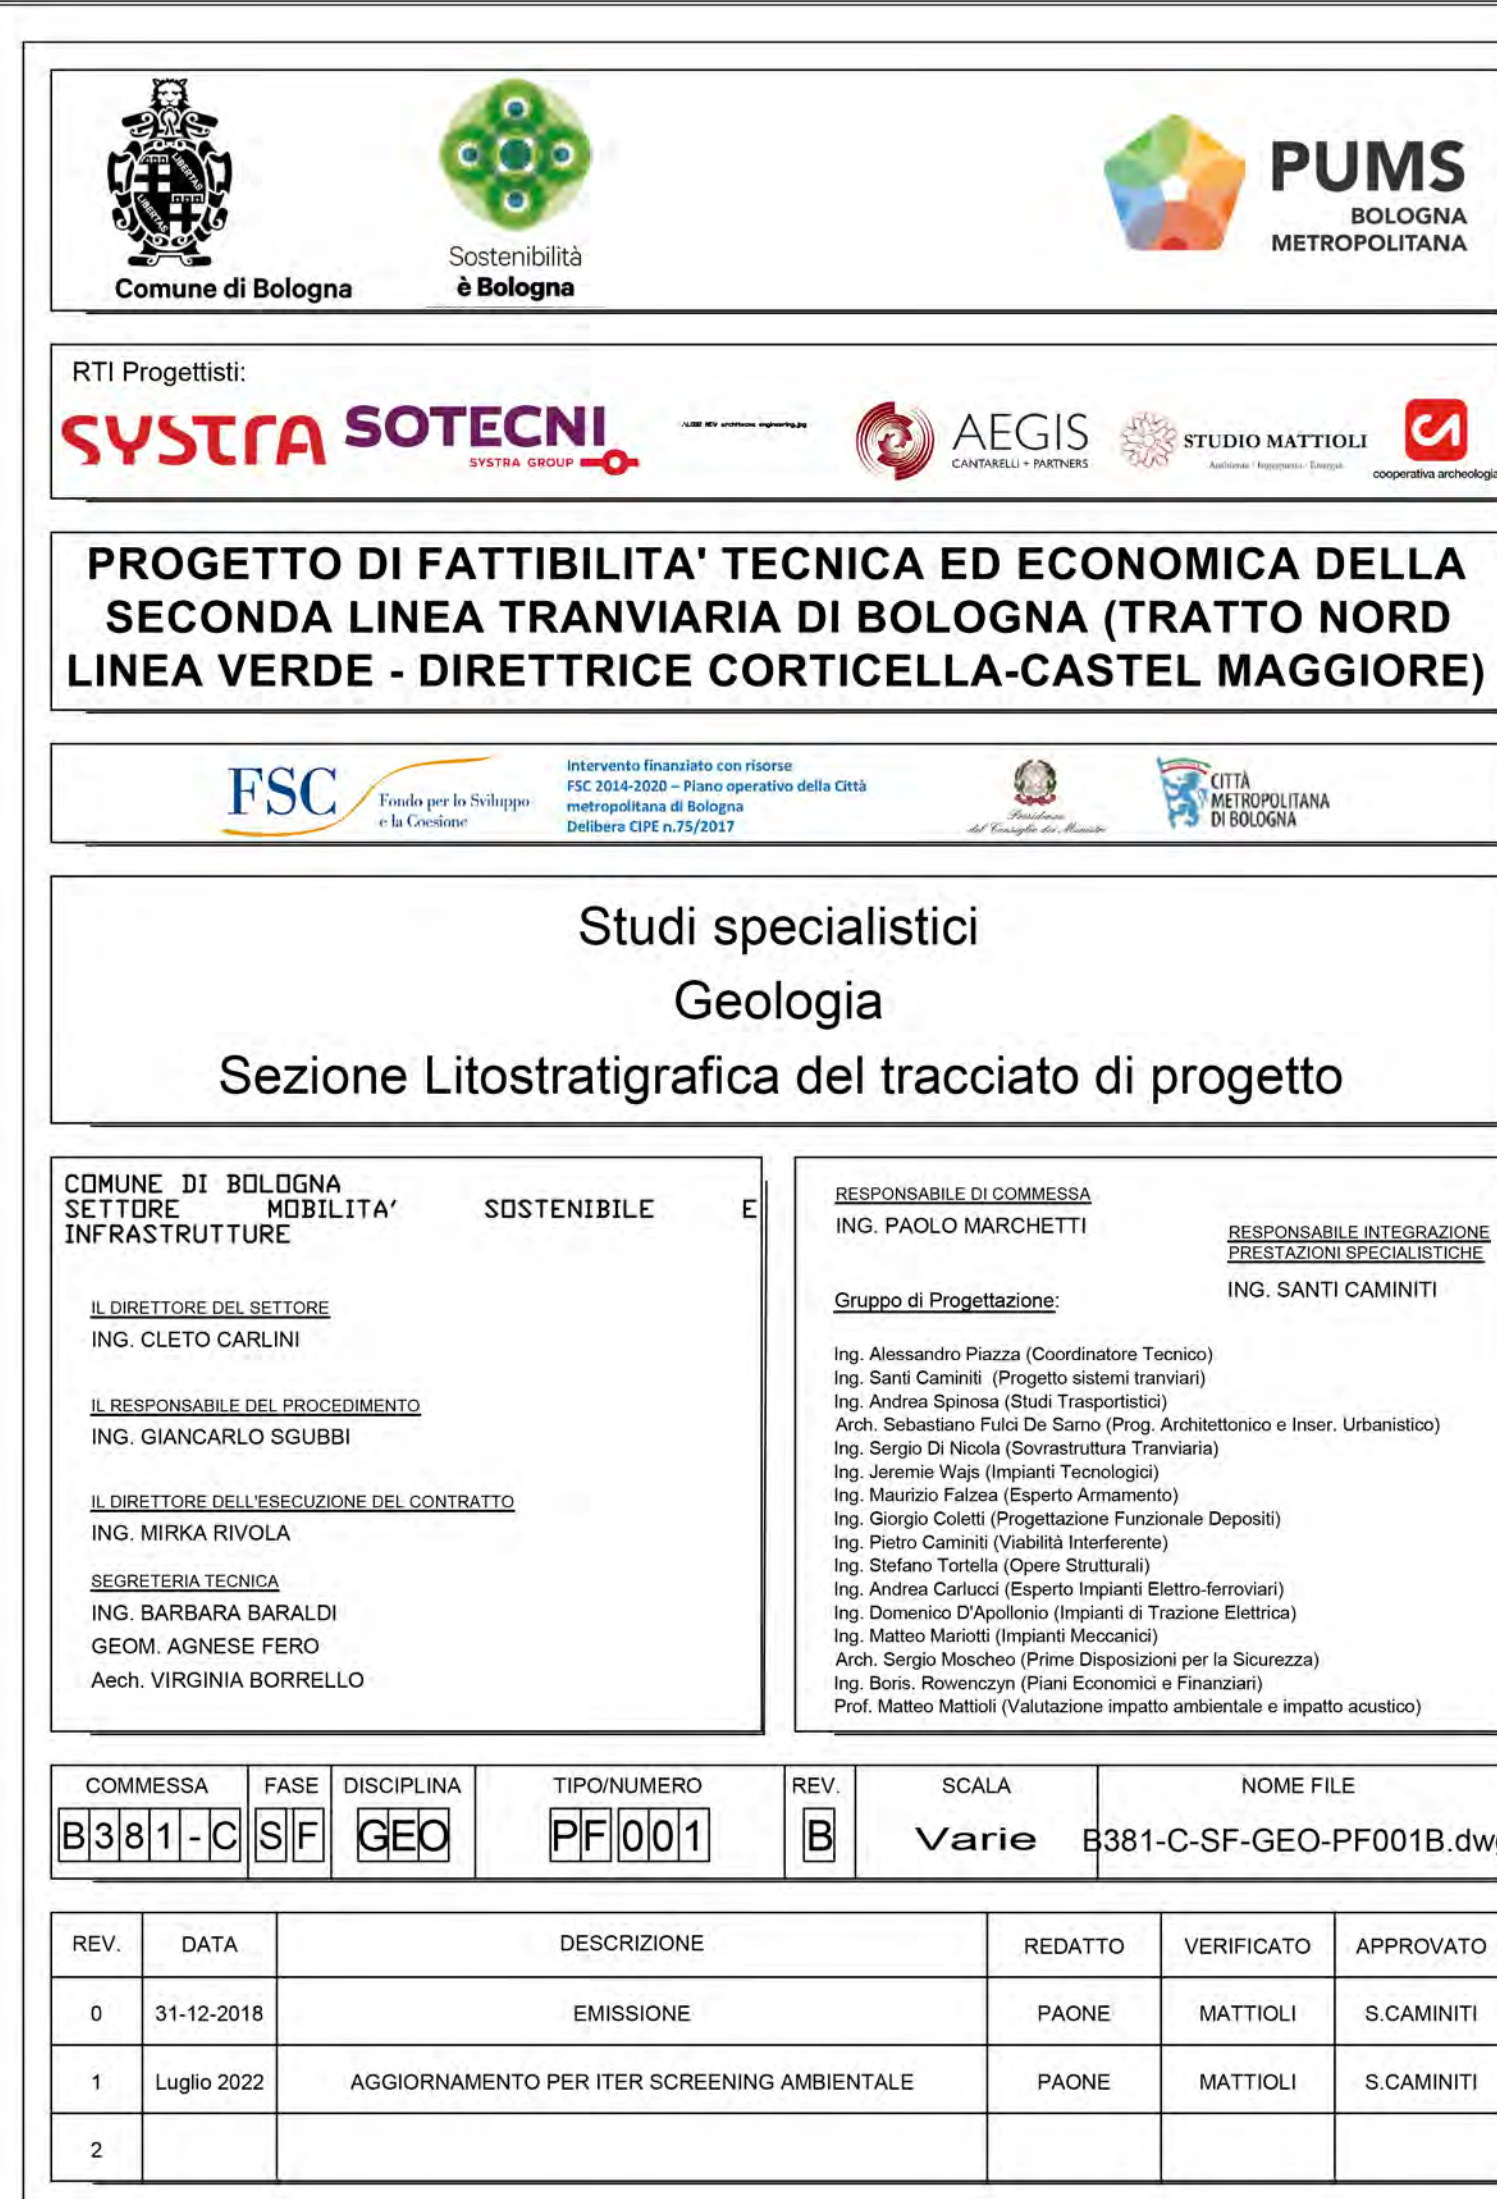 LIBERTAS
LIBERTAS
Comune di Bologna
Sostenibilità
è Bologna
PUMS
BOLOGNA
METROPOLITANA
RTI Progettisti:
SYSTRA
SOTECNI
SYSTRA GROUP
AEGIS
CANTARELLI + PARTNERS
STUDIO MATTIOLI
cooperativa archeologia
PROGETTO DI FATTIBILITA' TECNICA ED ECONOMICA DELLA
SECONDA LINEA TRANVIARIA DI BOLOGNA (TRATTO NORD
LINEA VERDE - DIRETTRICE CORTICELLA-CASTEL MAGGIORE)
FSC
Fondo per lo Sviluppo
e la Coesione
Intervento finanziato con risorse
FSC 2014-2020 – Piano operativo della Città
metropolitana di Bologna
Delibera CIPE n.75/2017
Presidenza
del Consiglio dei Ministri
CITTÀ
METROPOLITANA
DI BOLOGNA
Studi specialistici
Geologia
Sezione Litostratigrafica del tracciato di progetto
COMUNE DI BOLOGNA
SETTORE MOBILITA' SOSTENIBILE E
INFRASTRUTTURE
IL DIRETTORE DEL SETTORE
ING. CLETO CARLINI
IL RESPONSABILE DEL PROCEDIMENTO
ING. GIANCARLO SGUBBI
IL DIRETTORE DELL'ESECUZIONE DEL CONTRATTO
ING. MIRKA RIVOLA
SEGRETERIA TECNICA
ING. BARBARA BARALDI
GEOM. AGNESE FERO
Aech. VIRGINIA BORRELLO
RESPONSABILE DI COMMESSA
ING. PAOLO MARCHETTI
RESPONSABILE INTEGRAZIONE
PRESTAZIONI SPECIALISTICHE
ING. SANTI CAMINITI
Gruppo di Progettazione:
Ing. Alessandro Piazza (Coordinatore Tecnico)
Ing. Santi Caminiti (Progetto sistemi tranviari)
Ing. Andrea Spinosa (Studi Trasportistici)
Arch. Sebastiano Fulci De Sarno (Prog. Architettonico e Inser. Urbanistico)
Ing. Sergio Di Nicola (Sovrastruttura Tranviaria)
Ing. Jeremie Wajs (Impianti Tecnologici)
Ing. Maurizio Falzea (Esperto Armamento)
Ing. Giorgio Coletti (Progettazione Funzionale Depositi)
Ing. Pietro Caminiti (Viabilità Interferente)
Ing. Stefano Tortella (Opere Strutturali)
Ing. Andrea Carlucci (Esperto Impianti Elettro-ferroviari)
Ing. Domenico D'Apollonio (Impianti di Trazione Elettrica)
Ing. Matteo Mariotti (Impianti Meccanici)
Arch. Sergio Moscheo (Prime Disposizioni per la Sicurezza)
Ing. Boris. Rowenczyn (Piani Economici e Finanziari)
Prof. Matteo Mattioli (Valutazione impatto ambientale e impatto acustico)
COMMESSA FASE DISCIPLINA TIPO/NUMERO REV. SCALA NOME FILE
B381-C SF GEO PF001 B Varie B381-C-SF-GEO-PF001B.dwg
REV. DATA DESCRIZIONE REDATTO VERIFICATO APPROVATO
0 31-12-2018 EMISSIONE PAONE MATTIOLI S.CAMINITI
1 Luglio 2022 AGGIORNAMENTO PER ITER SCREENING AMBIENTALE PAONE MATTIOLI S.CAMINITI
2